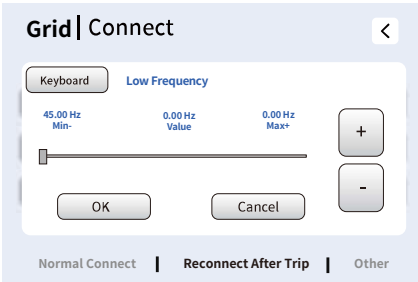 Grid | Connect <
Keyboard Low Frequency
45.00 Hz 0.00 Hz 0.00 Hz
Min- Value Max+
+
-
OK Cancel
Normal Connect | Reconnect After Trip | Other